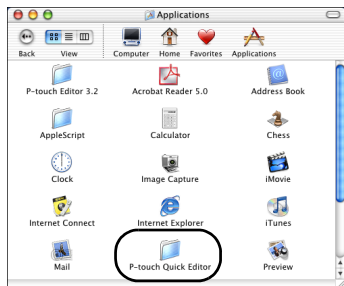 Applications
Back View Computer Home Favorites Applications
P-touch Editor 3.2 Acrobat Reader 5.0 Address Book
AppleScript Calculator Chess
Clock Image Capture iMovie
Internet Connect Internet Explorer iTunes
Mail P-touch Quick Editor Preview